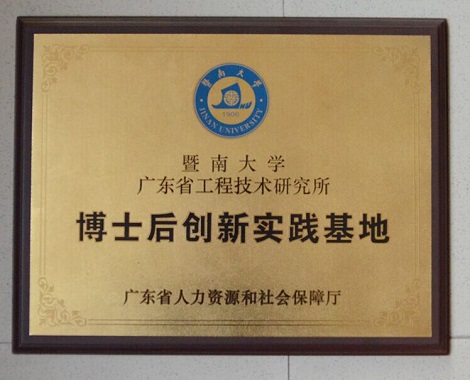 暨南大学
JINAN UNIVERSITY
1906
暨南大学
广东省工程技术研究所
博士后创新实践基地
广东省人力资源和社会保障厅